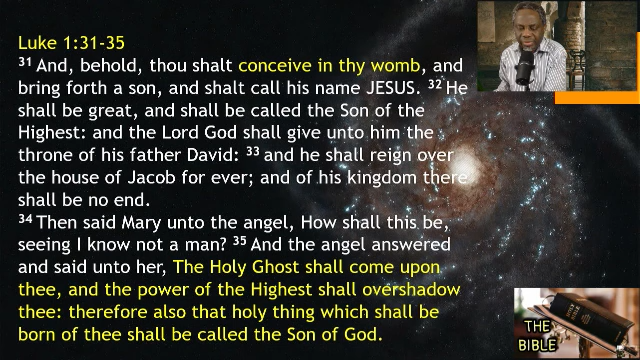 Luke 1:31-35
31 And, behold, thou shalt conceive in thy womb, and
bring forth a son, and shalt call his name JESUS. 32 He
shall be great, and shall be called the Son of the
Highest: and the Lord God shall give unto him the
throne of his father David: 33 and he shall reign over
the house of Jacob for ever; and of his kingdom there
shall be no end.
34 Then said Mary unto the angel, How shall this be,
seeing I know not a man? 35 And the angel answered
and said unto her, The Holy Ghost shall come upon
thee, and the power of the Highest shall overshadow
thee: therefore also that holy thing which shall be
born of thee shall be called the Son of God.
THE
BIBLE
HOLY BIBLE